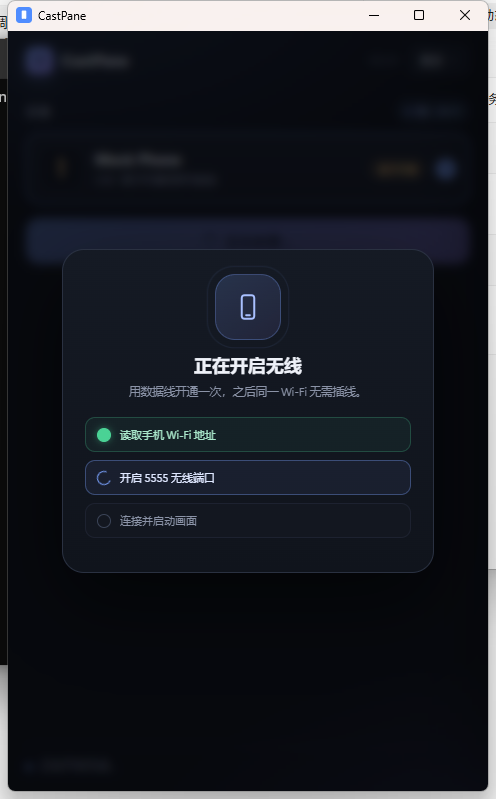 CastPane
正在开启无线
用数据线开通一次，之后同一 Wi-Fi 无需插线。
读取手机 Wi-Fi 地址
开启 5555 无线端口
连接并启动画面